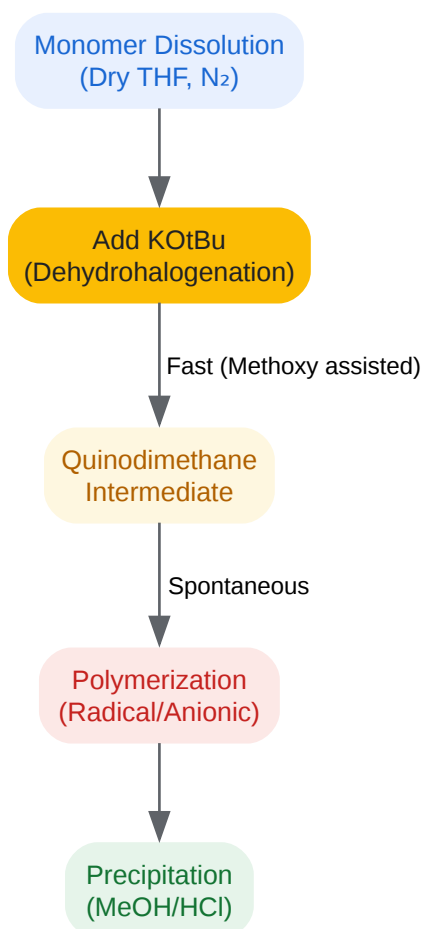 Monomer Dissolution
(Dry THF, N₂)
Add KOtBu
(Dehydrohalogenation)
Fast (Methoxy assisted)
Quinodimethane
Intermediate
Spontaneous
Polymerization
(Radical/Anionic)
Precipitation
(MeOH/HCl)